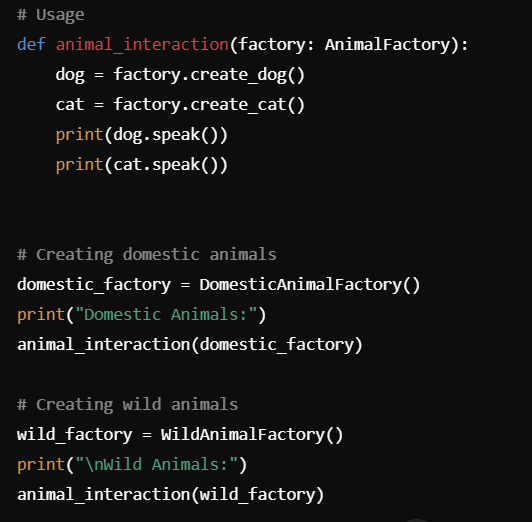 # Usage
def animal_interaction(factory: AnimalFactory):
    dog = factory.create_dog()
    cat = factory.create_cat()
    print(dog.speak())
    print(cat.speak())
# Creating domestic animals
domestic_factory = DomesticAnimalFactory()
print("Domestic Animals:")
animal_interaction(domestic_factory)
# Creating wild animals
wild_factory = WildAnimalFactory()
print("\nWild Animals:")
animal_interaction(wild_factory)